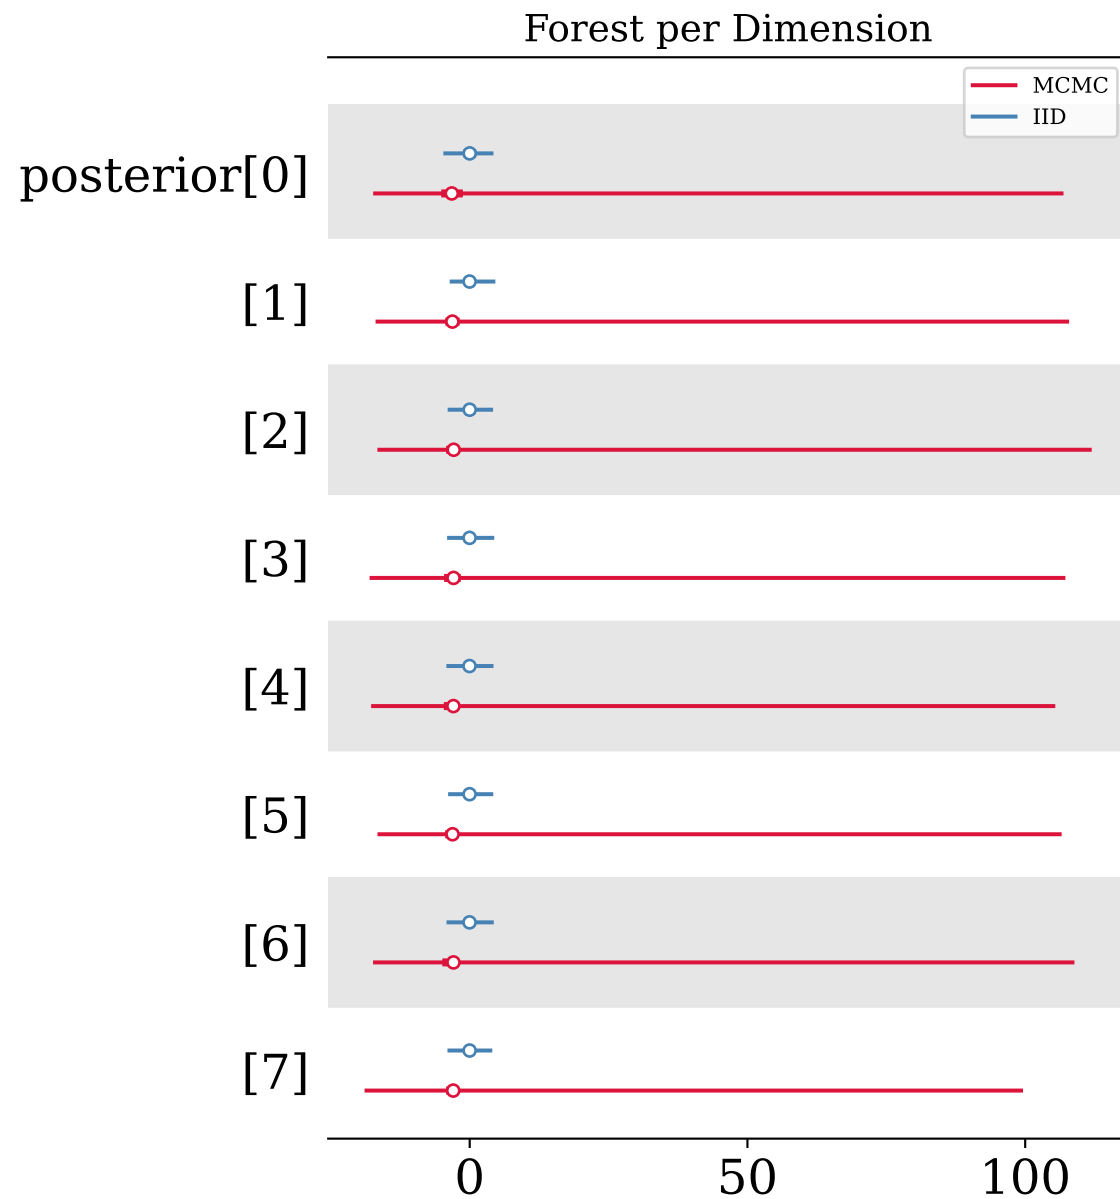 Forest per Dimension
MCMC
IID
posterior[0]
[1]
[2]
[3]
[4]
[5]
[6]
[7]
0 50 100